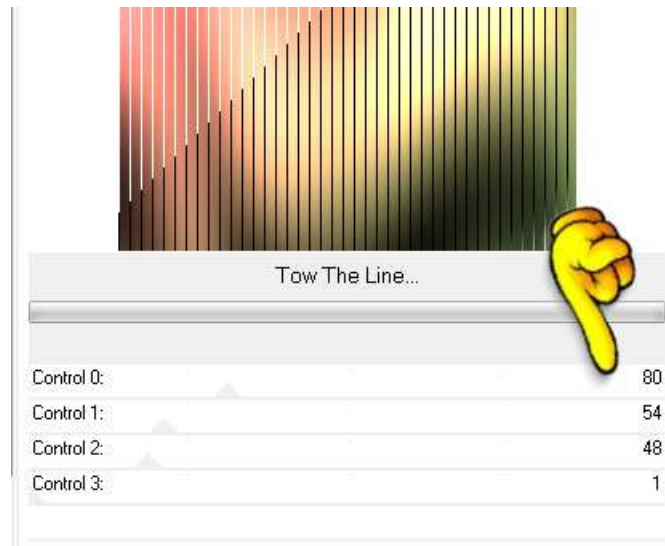 Tow The Line...
Control 0: 80
Control 1: 54
Control 2: 48
Control 3: 1